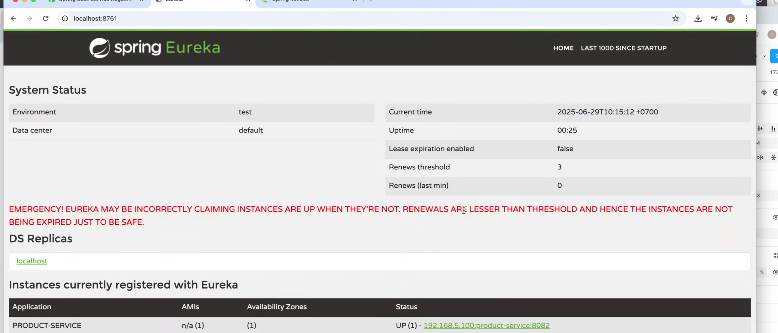 localhost:8761
spring Eureka
HOME LAST 1000 SINCE STARTUP
System Status
Environment test
Data center default
Current time 2025-06-29T10:15:12 +0700
Uptime 00:25
Lease expiration enabled false
Renews threshold 3
Renews (last min) 0
EMERGENCY! EUREKA MAY BE INCORRECTLY CLAIMING INSTANCES ARE UP WHEN THEY'RE NOT. RENEWALS ARE LESSER THAN THRESHOLD AND HENCE THE INSTANCES ARE NOT
BEING EXPIRED JUST TO BE SAFE.
DS Replicas
localhost
Instances currently registered with Eureka
Application AMIs Availability Zones Status
PRODUCT-SERVICE n/a (1) (1) UP (1) - 192.168.5.100:product-service:8082